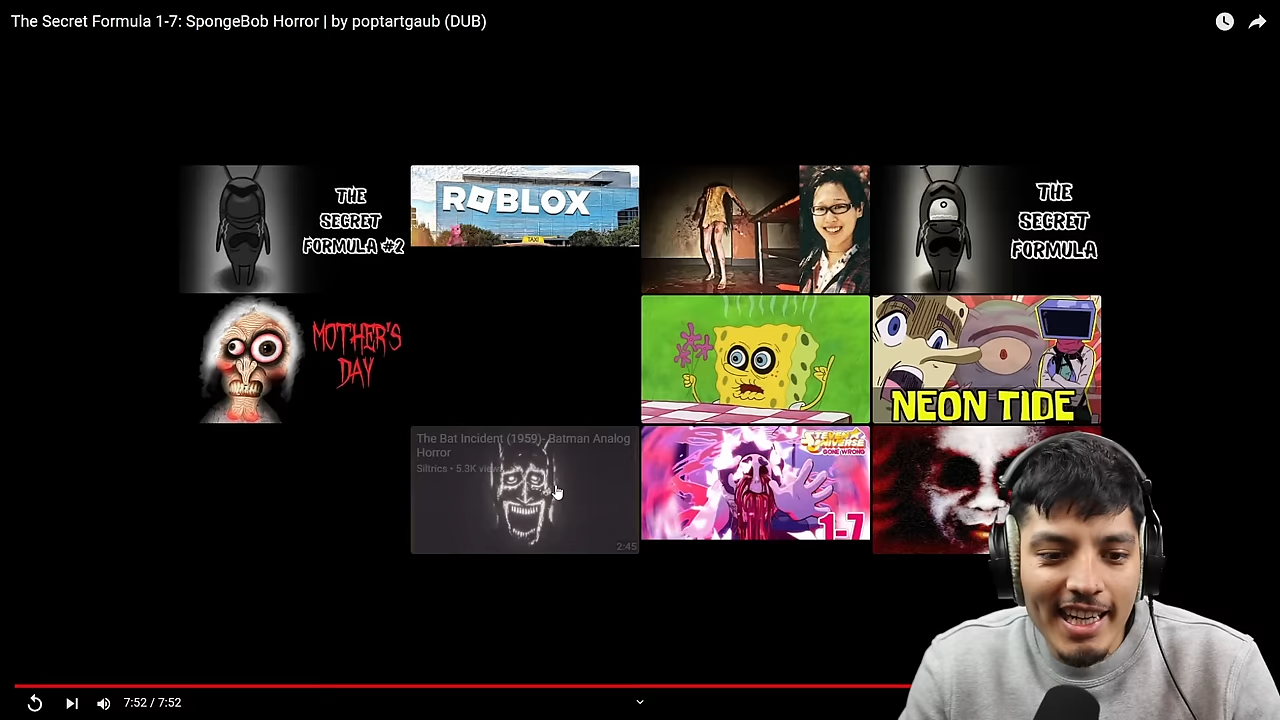 The Secret Formula 1-7: SpongeBob Horror | by poptartgaub (DUB)
THE
SECRET
FORMULA #2
ROBLOX
TAXI
THE
SECRET
FORMULA
MOTHER'S
DAY
NEON TIDE
The Bat Incident (1959)- Batman Analog
Horror
Siltrics • 5.3K views
2:45
STEVEN
UNIVERSE
GONE WRONG
1-7
7:52 / 7:52